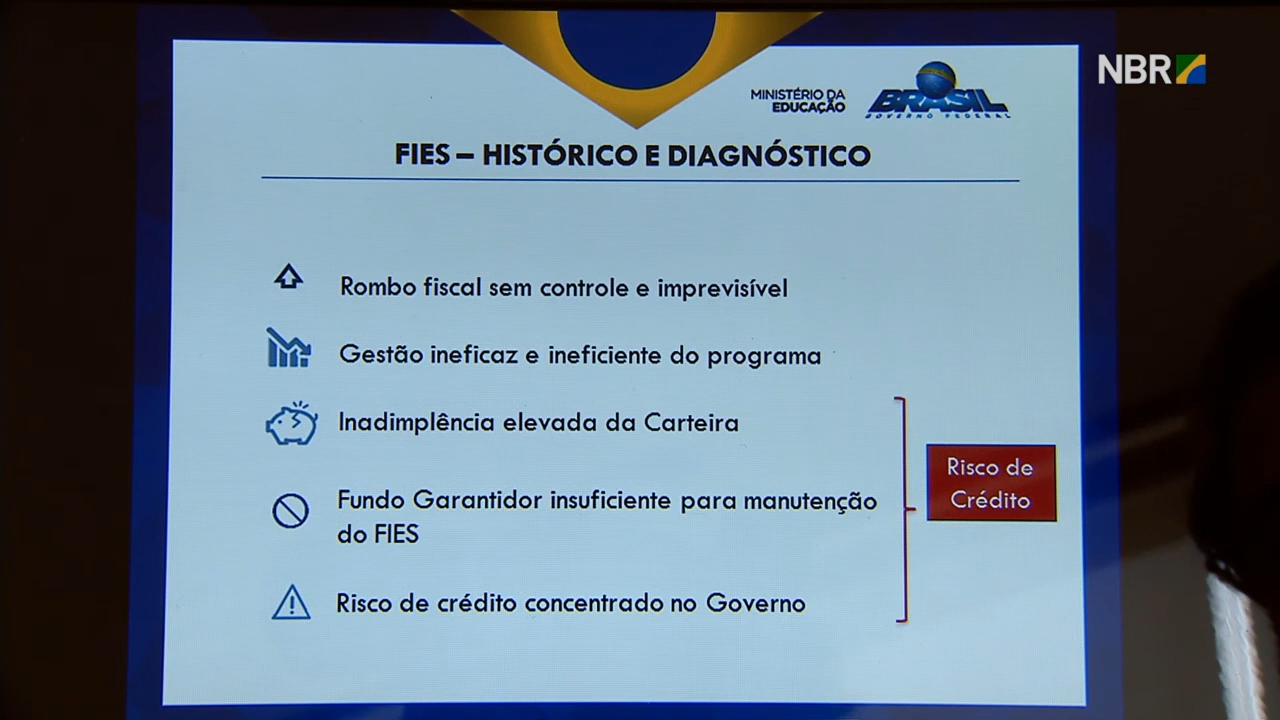 NBR
MINISTÉRIO DA
EDUCAÇÃO
BRASIL
GOVERNO FEDERAL
FIES – HISTÓRICO E DIAGNÓSTICO
Rombo fiscal sem controle e imprevisível
Gestão ineficaz e ineficiente do programa
Inadimplência elevada da Carteira
Fundo Garantidor insuficiente para manutenção
do FIES
Risco de crédito concentrado no Governo
Risco de
Crédito